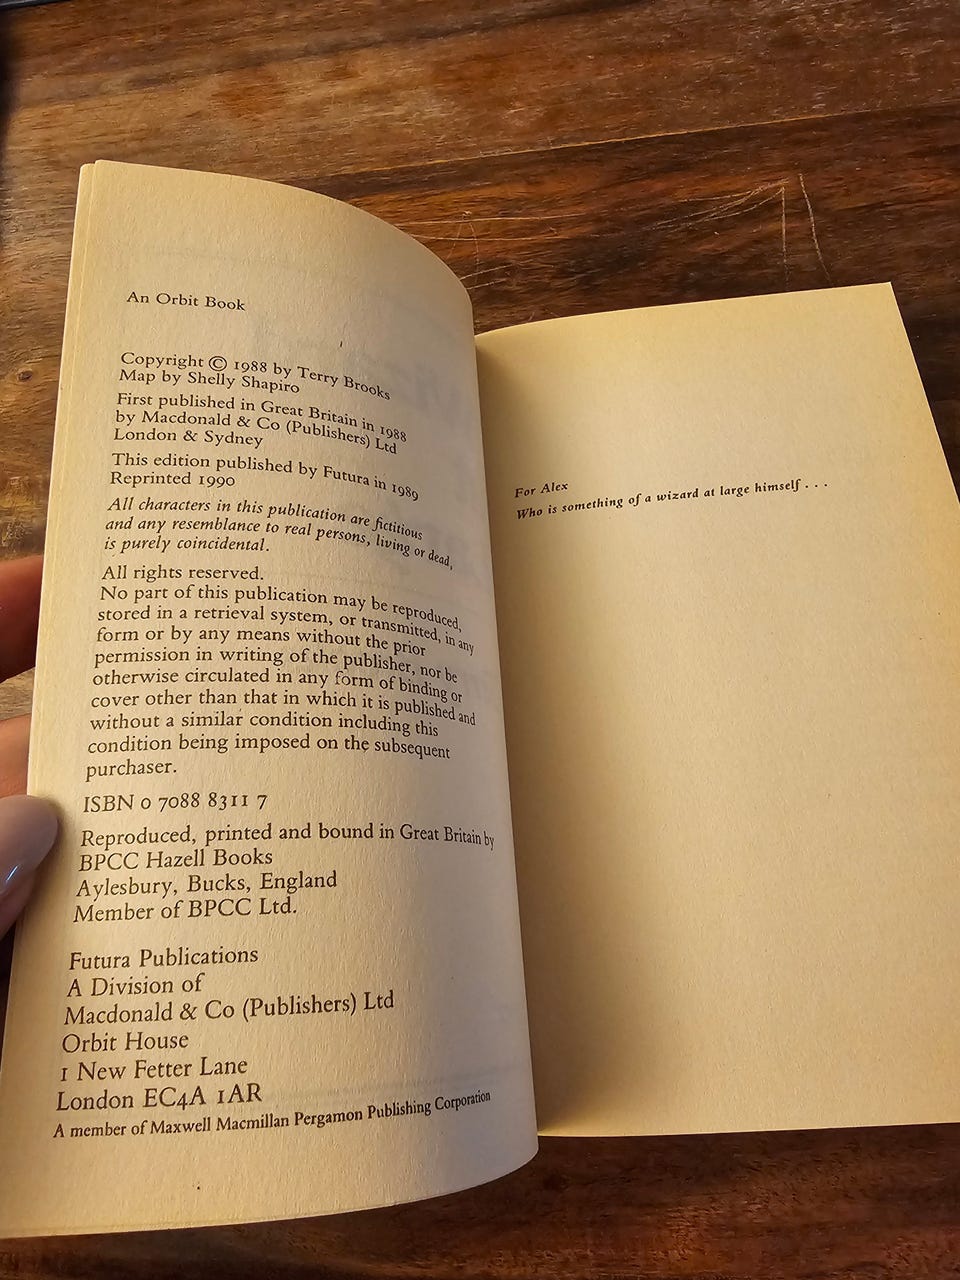 An Orbit Book
Copyright © 1988 by Terry Brooks
Map by Shelly Shapiro
First published in Great Britain in 1988
by Macdonald & Co (Publishers) Ltd
London & Sydney
This edition published by Futura in 1989
Reprinted 1990
All characters in this publication are fictitious
and any resemblance to real persons, living or dead,
is purely coincidental.
All rights reserved.
No part of this publication may be reproduced,
stored in a retrieval system, or transmitted, in any
form or by any means without the prior
permission in writing of the publisher, nor be
otherwise circulated in any form of binding or
cover other than that in which it is published and
without a similar condition including this
condition being imposed on the subsequent
purchaser.
ISBN 0 7088 8311 7
Reproduced, printed and bound in Great Britain by
BPCC Hazell Books
Aylesbury, Bucks, England
Member of BPCC Ltd.
Futura Publications
A Division of
Macdonald & Co (Publishers) Ltd
Orbit House
1 New Fetter Lane
London EC4A 1AR
A member of Maxwell Macmillan Pergamon Publishing Corporation
For Alex
Who is something of a wizard at large himself . . .